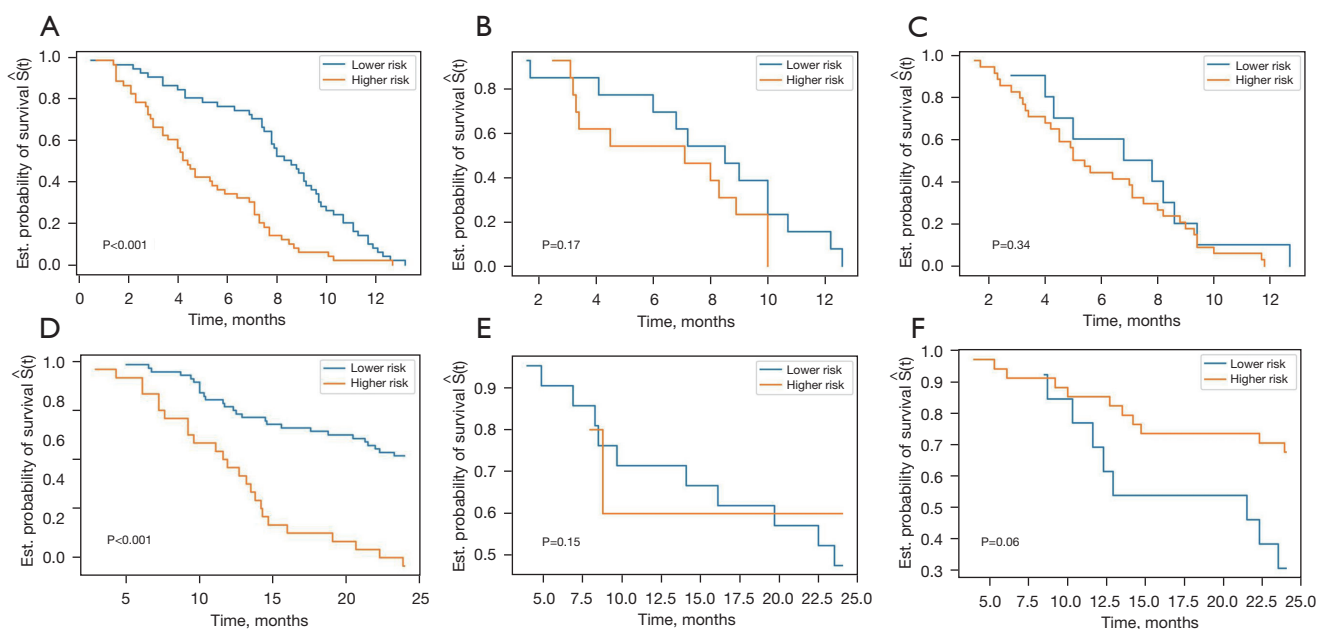 A
Est. probability of survival Ŝ(t)
1.0
0.8
0.6
0.4
0.2
0.0
Lower risk
Higher risk
P<0.001
0
2
4
6
8
10
12
Time, months
B
Est. probability of survival Ŝ(t)
1.0
0.8
0.6
0.4
0.2
0.0
Lower risk
Higher risk
P=0.17
2
4
6
8
10
12
Time, months
C
Est. probability of survival Ŝ(t)
1.0
0.8
0.6
0.4
0.2
0.0
Lower risk
Higher risk
P=0.34
2
4
6
8
10
12
Time, months
D
Est. probability of survival Ŝ(t)
1.0
0.8
0.6
0.4
0.2
0.0
Lower risk
Higher risk
P<0.001
5
10
15
20
25
Time, months
E
Est. probability of survival Ŝ(t)
0.9
0.8
0.7
0.6
0.5
Lower risk
Higher risk
P=0.15
5.0
7.5
10.0
12.5
15.0
17.5
20.0
22.5
25.0
Time, months
F
Est. probability of survival Ŝ(t)
1.0
0.9
0.8
0.7
0.6
0.5
0.4
0.3
Lower risk
Higher risk
P=0.06
5.0
7.5
10.0
12.5
15.0
17.5
20.0
22.5
25.0
Time, months